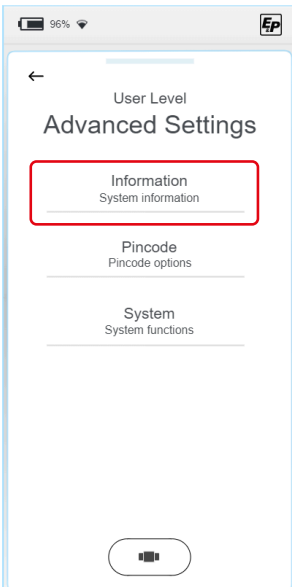 96%
EP
User Level
Advanced Settings
Information
System information
Pincode
Pincode options
System
System functions